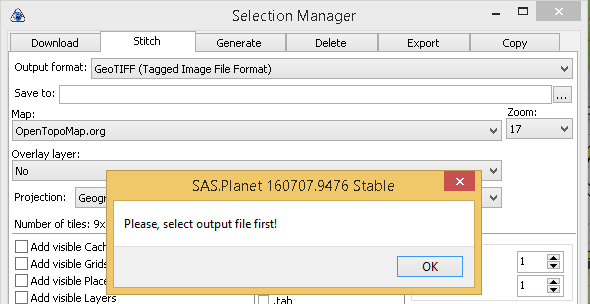 Selection Manager
Download Stitch Generate Delete Export Copy
Output format: GeoTIFF (Tagged Image File Format)
Save to: ...
Map: Zoom:
OpenTopoMap.org 17
Overlay layer:
No
SAS.Planet 160707.9476 Stable
Projection: Geogr
Please, select output file first!
Number of tiles: 9x
Add visible Cach
Add visible Grids 1
OK
Add visible Place 1
Add visible Layers .tab